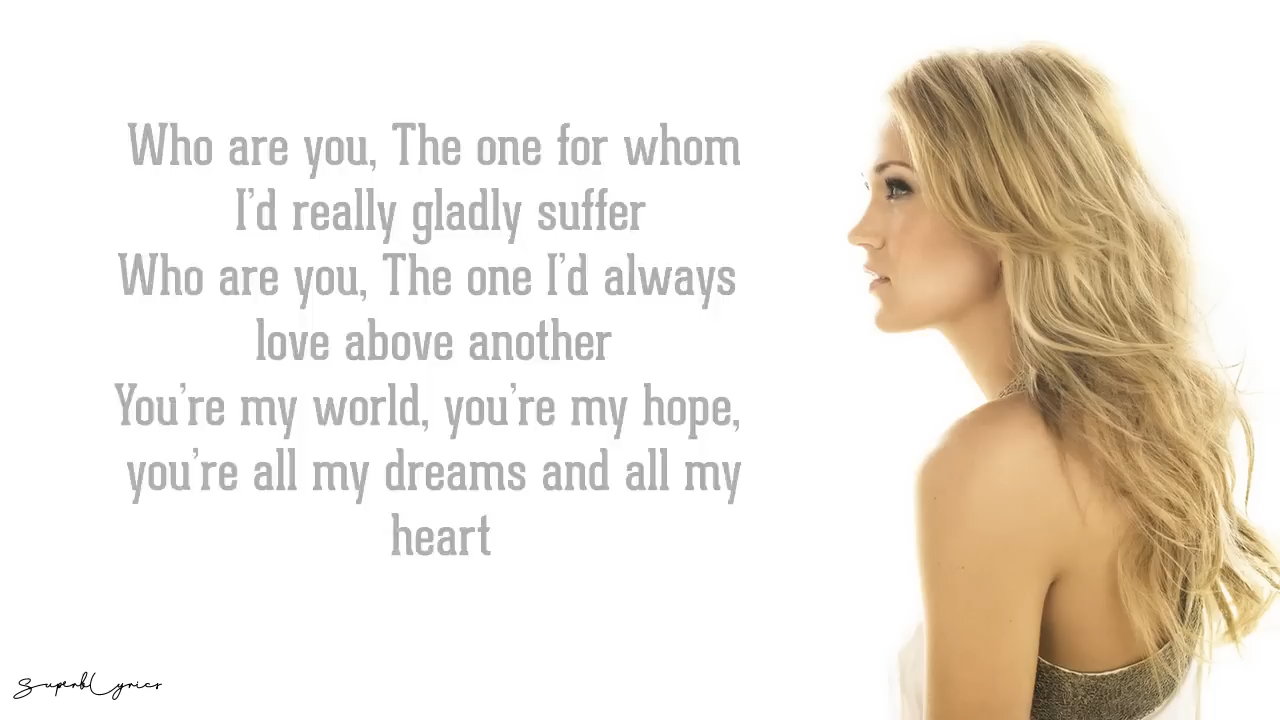 Who are you, The one for whom
I'd really gladly suffer
Who are you, The one I'd always
love above another
You're my world, you're my hope,
you're all my dreams and all my
heart
SuperbLyrics